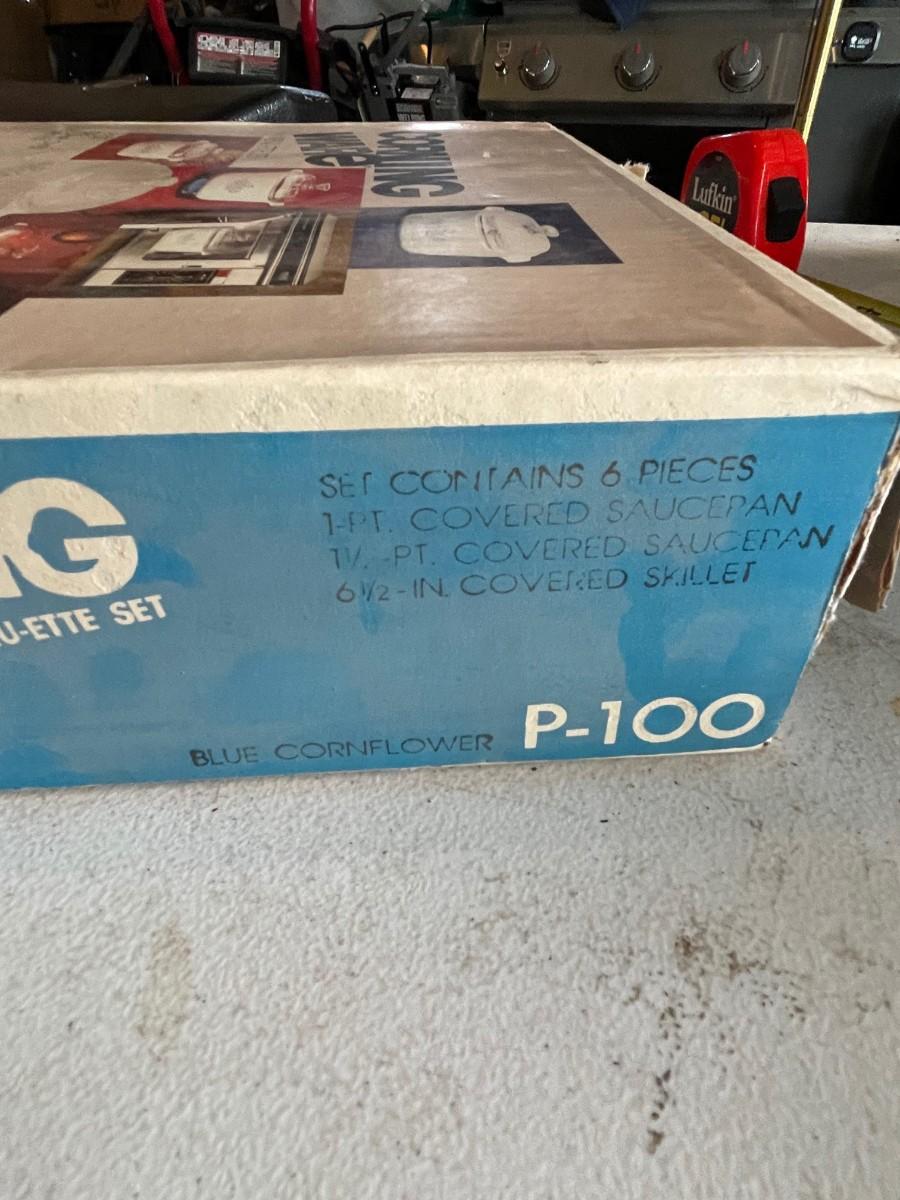 CORNING
Lufkin
SET CONTAINS 6 PIECES
1-PT. COVERED SAUCEPAN
1½-PT. COVERED SAUCEPAN
6½-IN. COVERED SKILLET
NG
U-ETTE SET
BLUE CORNFLOWER P-100